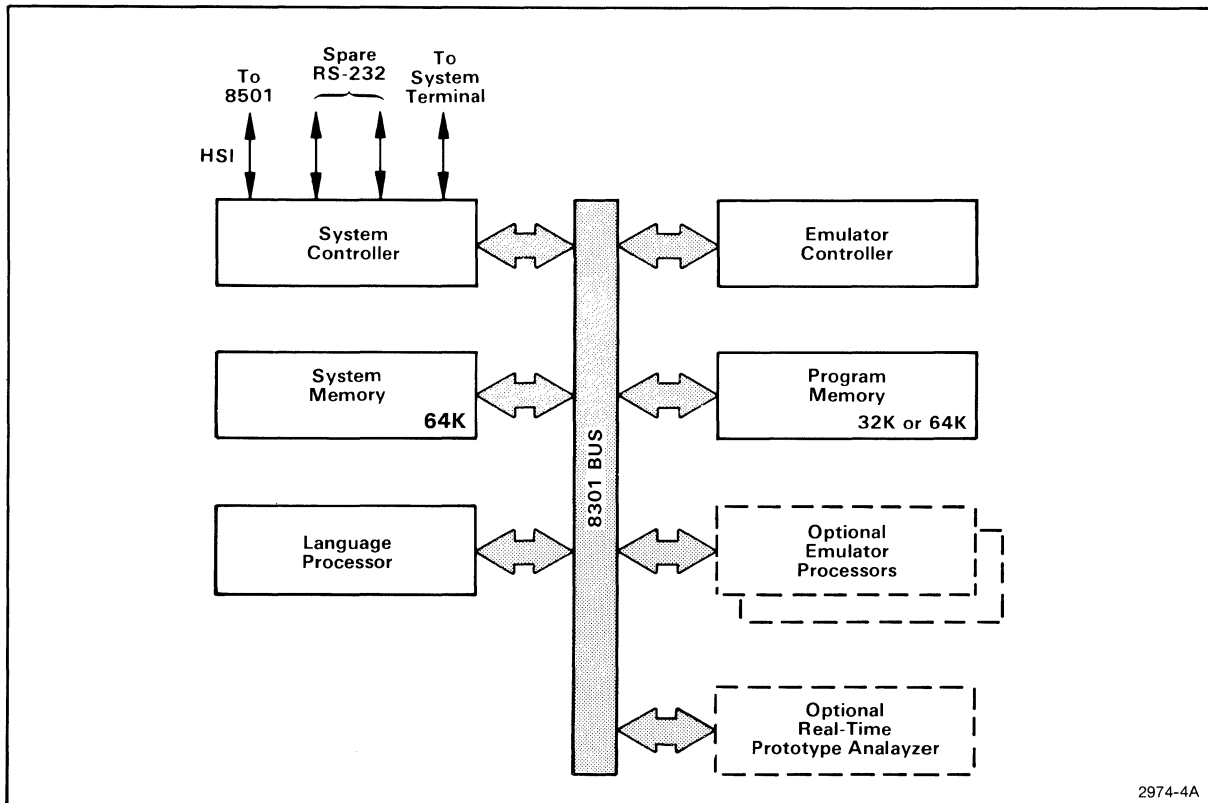 To
8501
Spare
RS-232
To
System
Terminal
HSI
System
Controller
Emulator
Controller
System
Memory
64K
Program
Memory
32K or 64K
8301 BUS
Language
Processor
Optional
Emulator
Processors
Optional
Real-Time
Prototype Analayzer
2974-4A